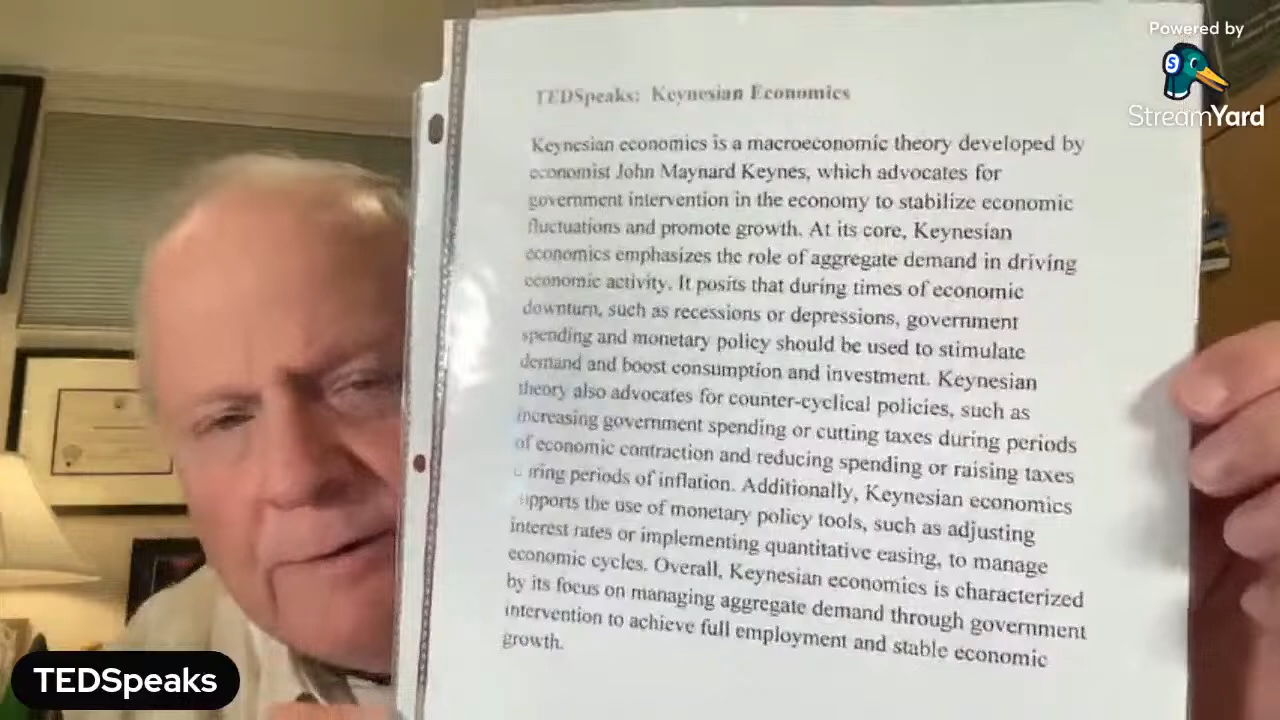 Powered by
StreamYard
TEDSpeaks: Keynesian Economics
Keynesian economics is a macroeconomic theory developed by
economist John Maynard Keynes, which advocates for
government intervention in the economy to stabilize economic
fluctuations and promote growth. At its core, Keynesian
economics emphasizes the role of aggregate demand in driving
economic activity. It posits that during times of economic
downturn, such as recessions or depressions, government
spending and monetary policy should be used to stimulate
demand and boost consumption and investment. Keynesian
theory also advocates for counter-cyclical policies, such as
increasing government spending or cutting taxes during periods
of economic contraction and reducing spending or raising taxes
during periods of inflation. Additionally, Keynesian economics
supports the use of monetary policy tools, such as adjusting
interest rates or implementing quantitative easing, to manage
economic cycles. Overall, Keynesian economics is characterized
by its focus on managing aggregate demand through government
intervention to achieve full employment and stable economic
growth.
TEDSpeaks